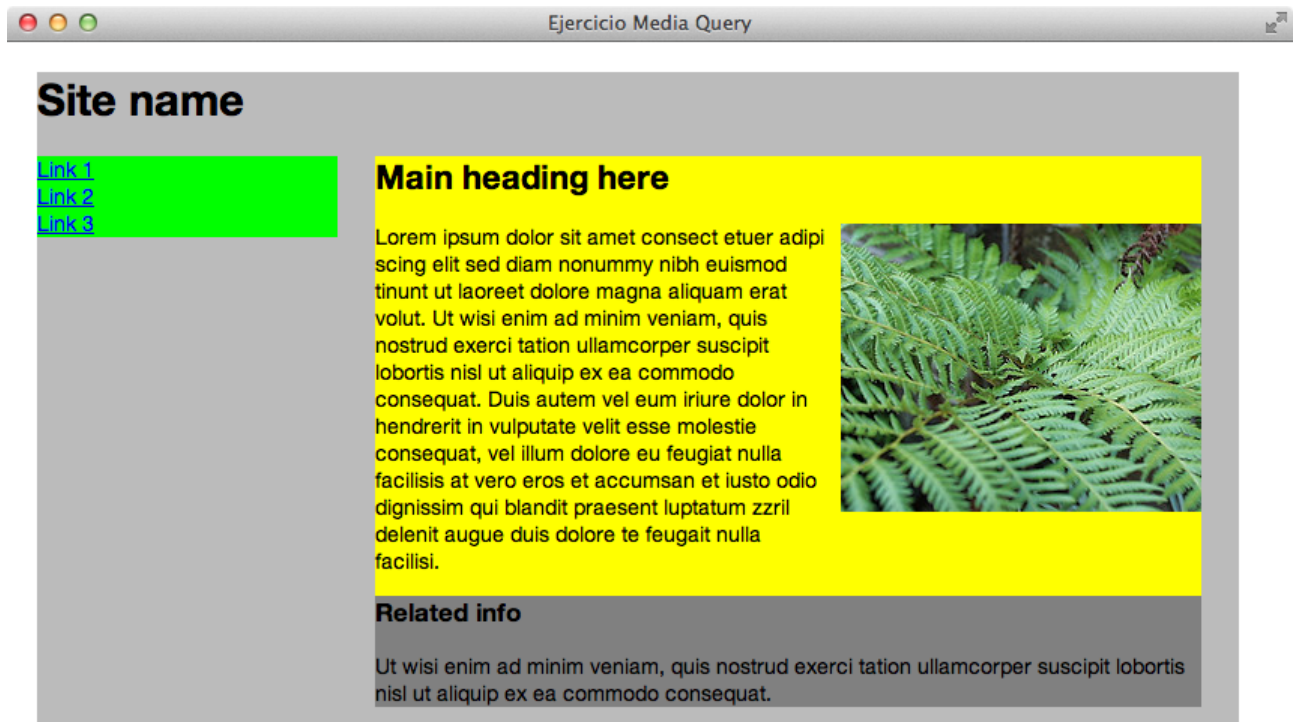 Ejercicio Media Query
Site name
Link 1
Link 2
Link 3
Main heading here
Lorem ipsum dolor sit amet consect etuer adipi
scing elit sed diam nonummy nibh euismod
tinunt ut laoreet dolore magna aliquam erat
volut. Ut wisi enim ad minim veniam, quis
nostrud exerci tation ullamcorper suscipit
lobortis nisl ut aliquip ex ea commodo
consequat. Duis autem vel eum iriure dolor in
hendrerit in vulputate velit esse molestie
consequat, vel illum dolore eu feugiat nulla
facilisis at vero eros et accumsan et iusto odio
dignissim qui blandit praesent luptatum zzril
delenit augue duis dolore te feugait nulla
facilisi.
Related info
Ut wisi enim ad minim veniam, quis nostrud exerci tation ullamcorper suscipit lobortis
nisl ut aliquip ex ea commodo consequat.